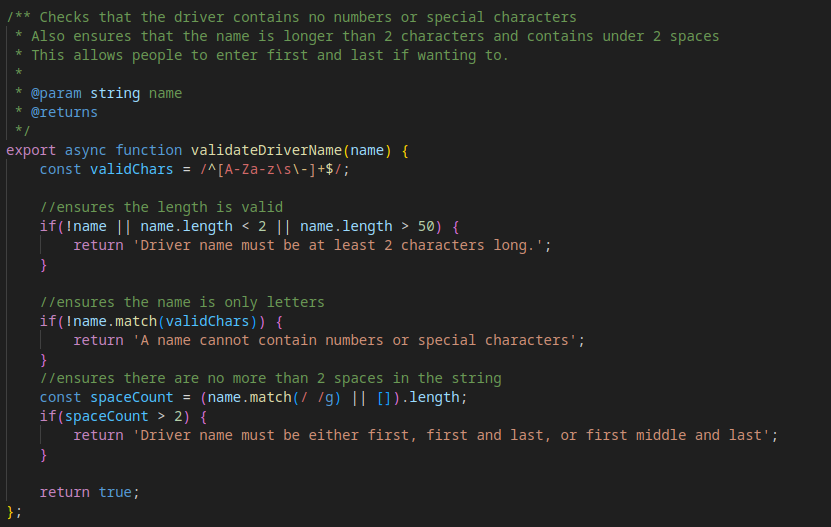 /** Checks that the driver contains no numbers or special characters
 * Also ensures that the name is longer than 2 characters and contains under 2 spaces
 * This allows people to enter first and last if wanting to.
 *
 * @param string name
 * @returns
 */
export async function validateDriverName(name) {
    const validChars = /^[A-Za-z\s\-]+$/;

    //ensures the length is valid
    if(!name || name.length < 2 || name.length > 50) {
        return 'Driver name must be at least 2 characters long.';
    }

    //ensures the name is only letters
    if(!name.match(validChars)) {
        return 'A name cannot contain numbers or special characters';
    }
    //ensures there are no more than 2 spaces in the string
    const spaceCount = (name.match(/ /g) || []).length;
    if(spaceCount > 2) {
        return 'Driver name must be either first, first and last, or first middle and last';
    }

    return true;
};